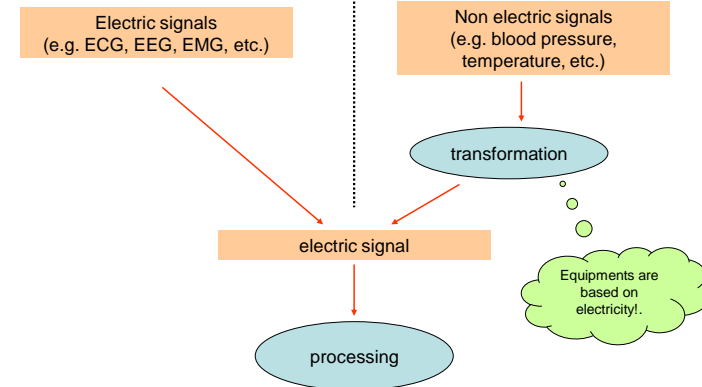 Electric signals
(e.g. ECG, EEG, EMG, etc.)
Non electric signals
(e.g. blood pressure,
temperature, etc.)
transformation
electric signal
Equipments are
based on
electricity!.
processing